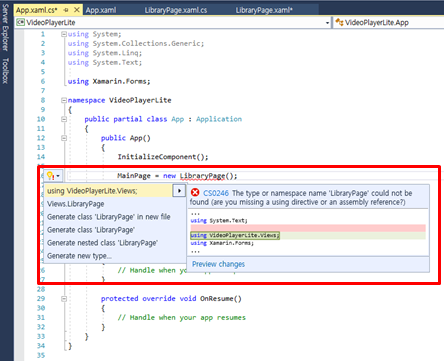 App.xaml.cs*
App.xaml
LibraryPage.xaml.cs
LibraryPage.xaml*
Server Explorer
Toolbox
VideoPlayerLite
VideoPlayerLite.App
1 using System;
2 using System.Collections.Generic;
3 using System.Linq;
4 using System.Text;
5
6 using Xamarin.Forms;
7
8 namespace VideoPlayerLite
9 {
10 public partial class App : Application
11 {
12 public App()
13 {
14 InitializeComponent();
15
MainPage = new LibraryPage();
using VideoPlayerLite.Views;
Views.LibraryPage
Generate class 'LibraryPage' in new file
Generate class 'LibraryPage'
Generate nested class 'LibraryPage'
Generate new type...
CS0246 The type or namespace name 'LibraryPage' could not be
found (are you missing a using directive or an assembly reference?)
...
using System.Text;
using VideoPlayerLite.Views;
using Xamarin.Forms;
...
Preview changes
// Handle when your
27 }
28
29 protected override void OnResume()
30 {
31 // Handle when your app resumes
32 }
33 }
34 }
35